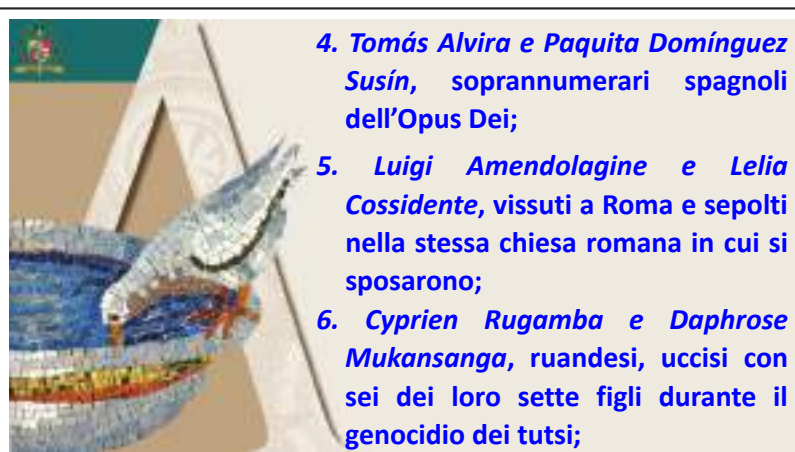 4. Tomás Alvira e Paquita Domínguez
Susín, soprannumerari spagnoli
dell’Opus Dei;
5. Luigi Amendolagine e Lelia
Cossidente, vissuti a Roma e sepolti
nella stessa chiesa romana in cui si
sposarono;
6. Cyprien Rugamba e Daphrose
Mukansanga, ruandesi, uccisi con
sei dei loro sette figli durante il
genocidio dei tutsi;